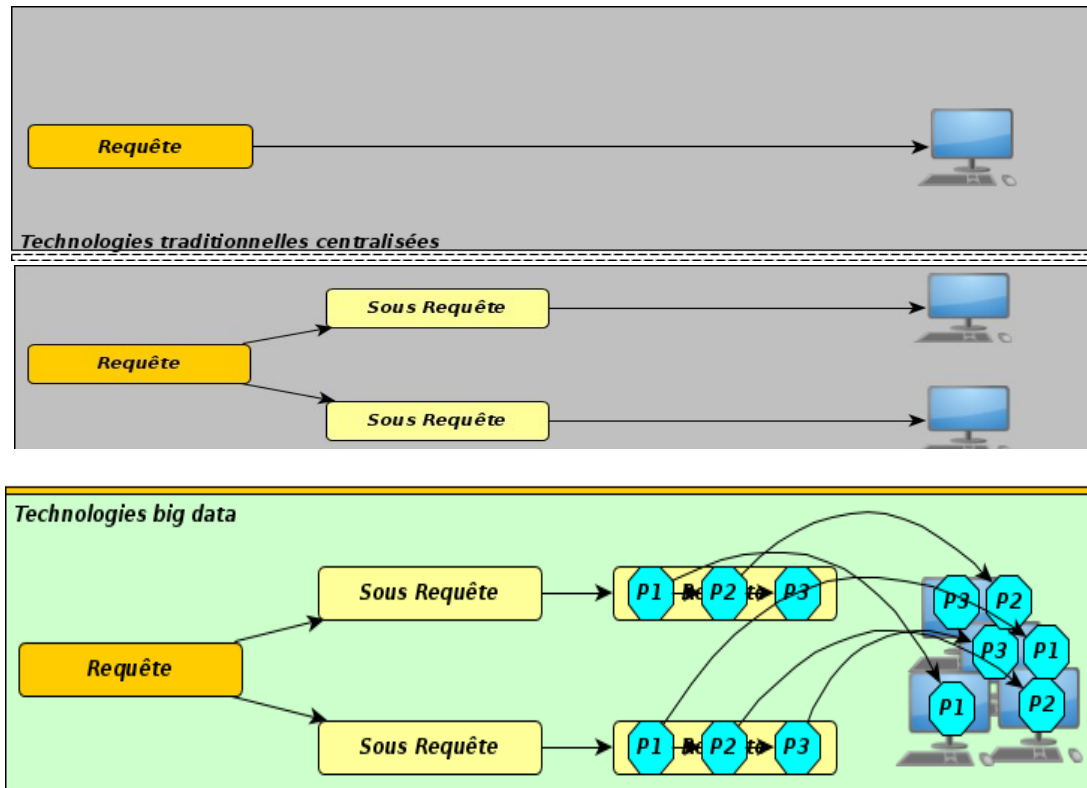 Requête
Technologies traditionnelles centralisées
Sous Requête
Requête
Sous Requête
Technologies big data
Sous Requête
P1 P2 P3
P3 P2
Requête
P3 P1
P1 P2
Sous Requête
P1 P2 P3